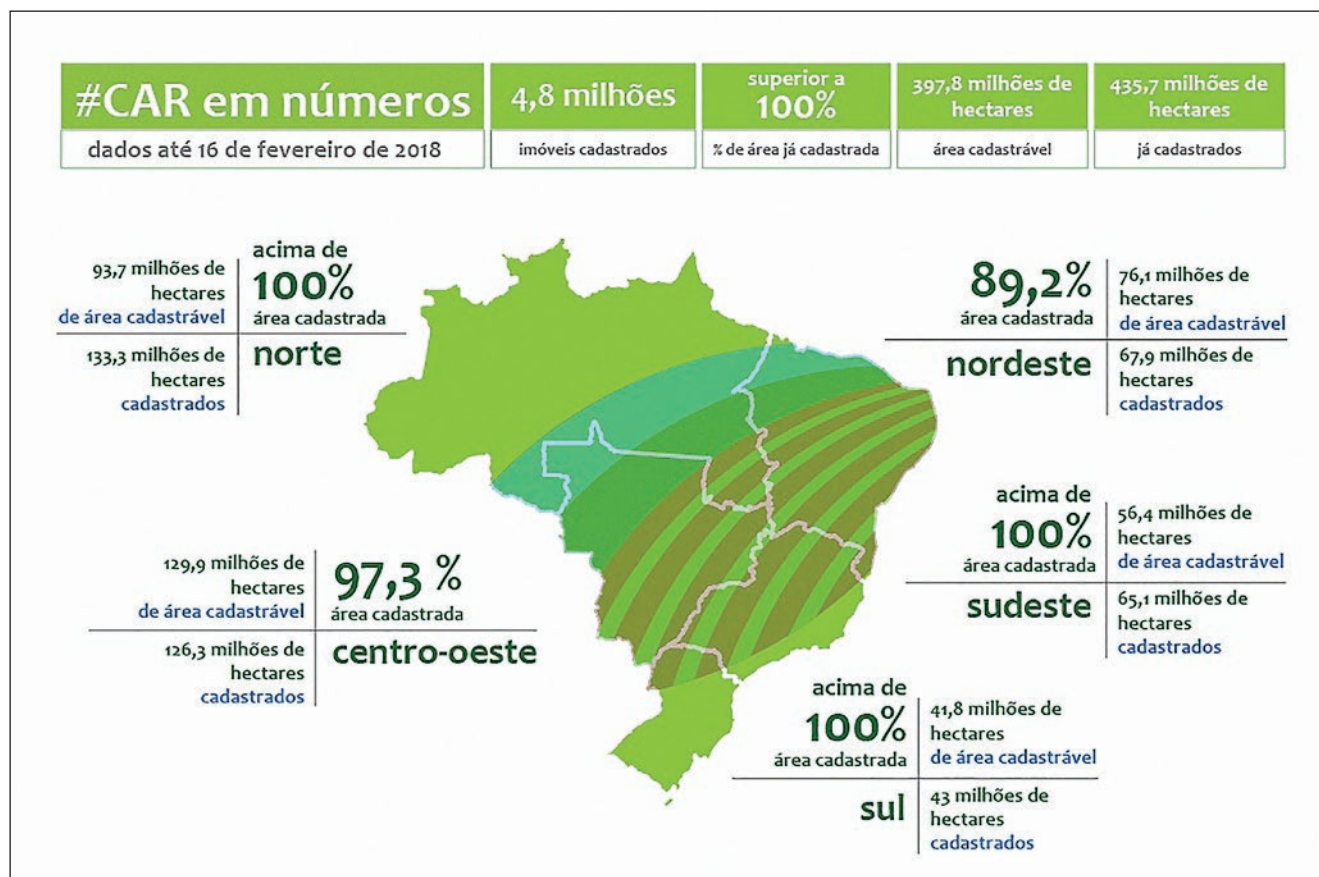 #CAR em números
dados até 16 de fevereiro de 2018
4,8 milhões
imóveis cadastrados
superior a
100%
% de área já cadastrada
397,8 milhões de
hectares
área cadastrável
435,7 milhões de
hectares
já cadastrados
93,7 milhões de
hectares
de área cadastrável
133,3 milhões de
hectares
cadastrados
acima de
100%
área cadastrada
norte
89,2%
área cadastrada
nordeste
76,1 milhões de
hectares
de área cadastrável
67,9 milhões de
hectares
cadastrados
129,9 milhões de
hectares
de área cadastrável
126,3 milhões de
hectares
cadastrados
97,3 %
área cadastrada
centro-oeste
acima de
100%
área cadastrada
sudeste
56,4 milhões de
hectares
de área cadastrável
65,1 milhões de
hectares
cadastrados
acima de
100%
área cadastrada
sul
41,8 milhões de
hectares
de área cadastrável
43 milhões de
hectares
cadastrados